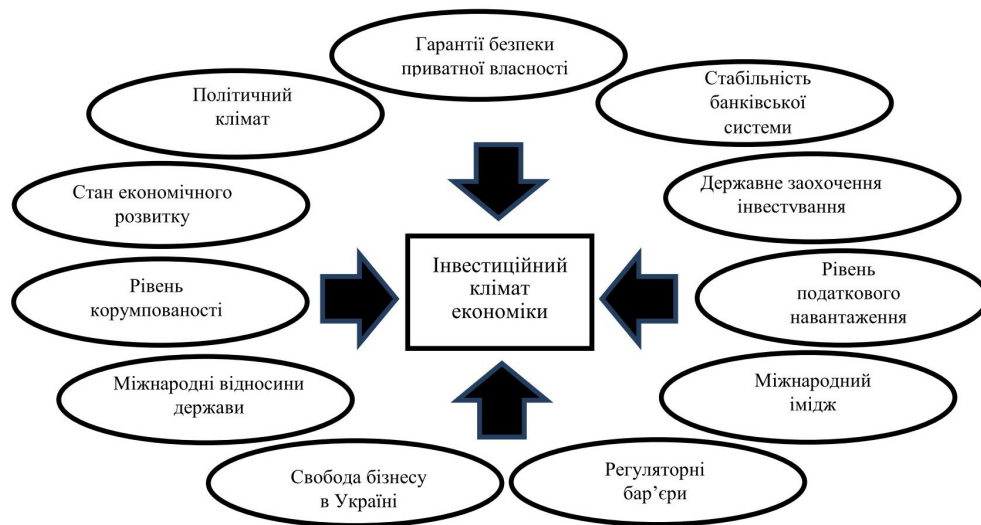 Гарантії безпеки
приватної власності
Стабільність
банківської
системи
Політичний
клімат
Стан економічного
розвитку
Державне заохочення
інвестування
Інвестиційний
клімат
економіки
Рівень
корумпованості
Рівень
податкового
навантаження
Міжнародні відносини
держави
Міжнародний
імідж
Свобода бізнесу
в Україні
Регуляторні
бар’єри